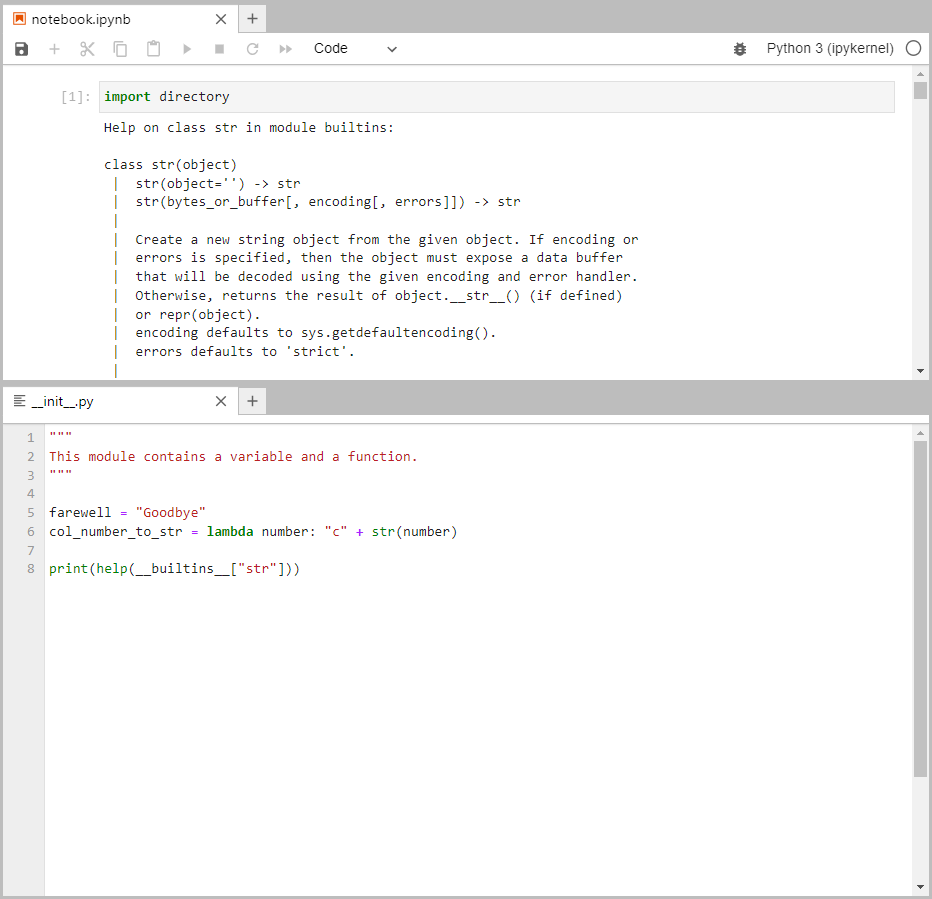 notebook.ipynb
Code
Python 3 (ipykernel)
[1]: import directory
Help on class str in module builtins:
class str(object)
| str(object='') -> str
| str(bytes_or_buffer[, encoding[, errors]]) -> str
|
| Create a new string object from the given object. If encoding or
| errors is specified, then the object must expose a data buffer
| that will be decoded using the given encoding and error handler.
| Otherwise, returns the result of object.__str__() (if defined)
| or repr(object).
| encoding defaults to sys.getdefaultencoding().
| errors defaults to 'strict'.
|
__init__.py
1 """
2 This module contains a variable and a function.
3 """
4
5 farewell = "Goodbye"
6 col_number_to_str = lambda number: "c" + str(number)
7
8 print(help(__builtins__["str"]))